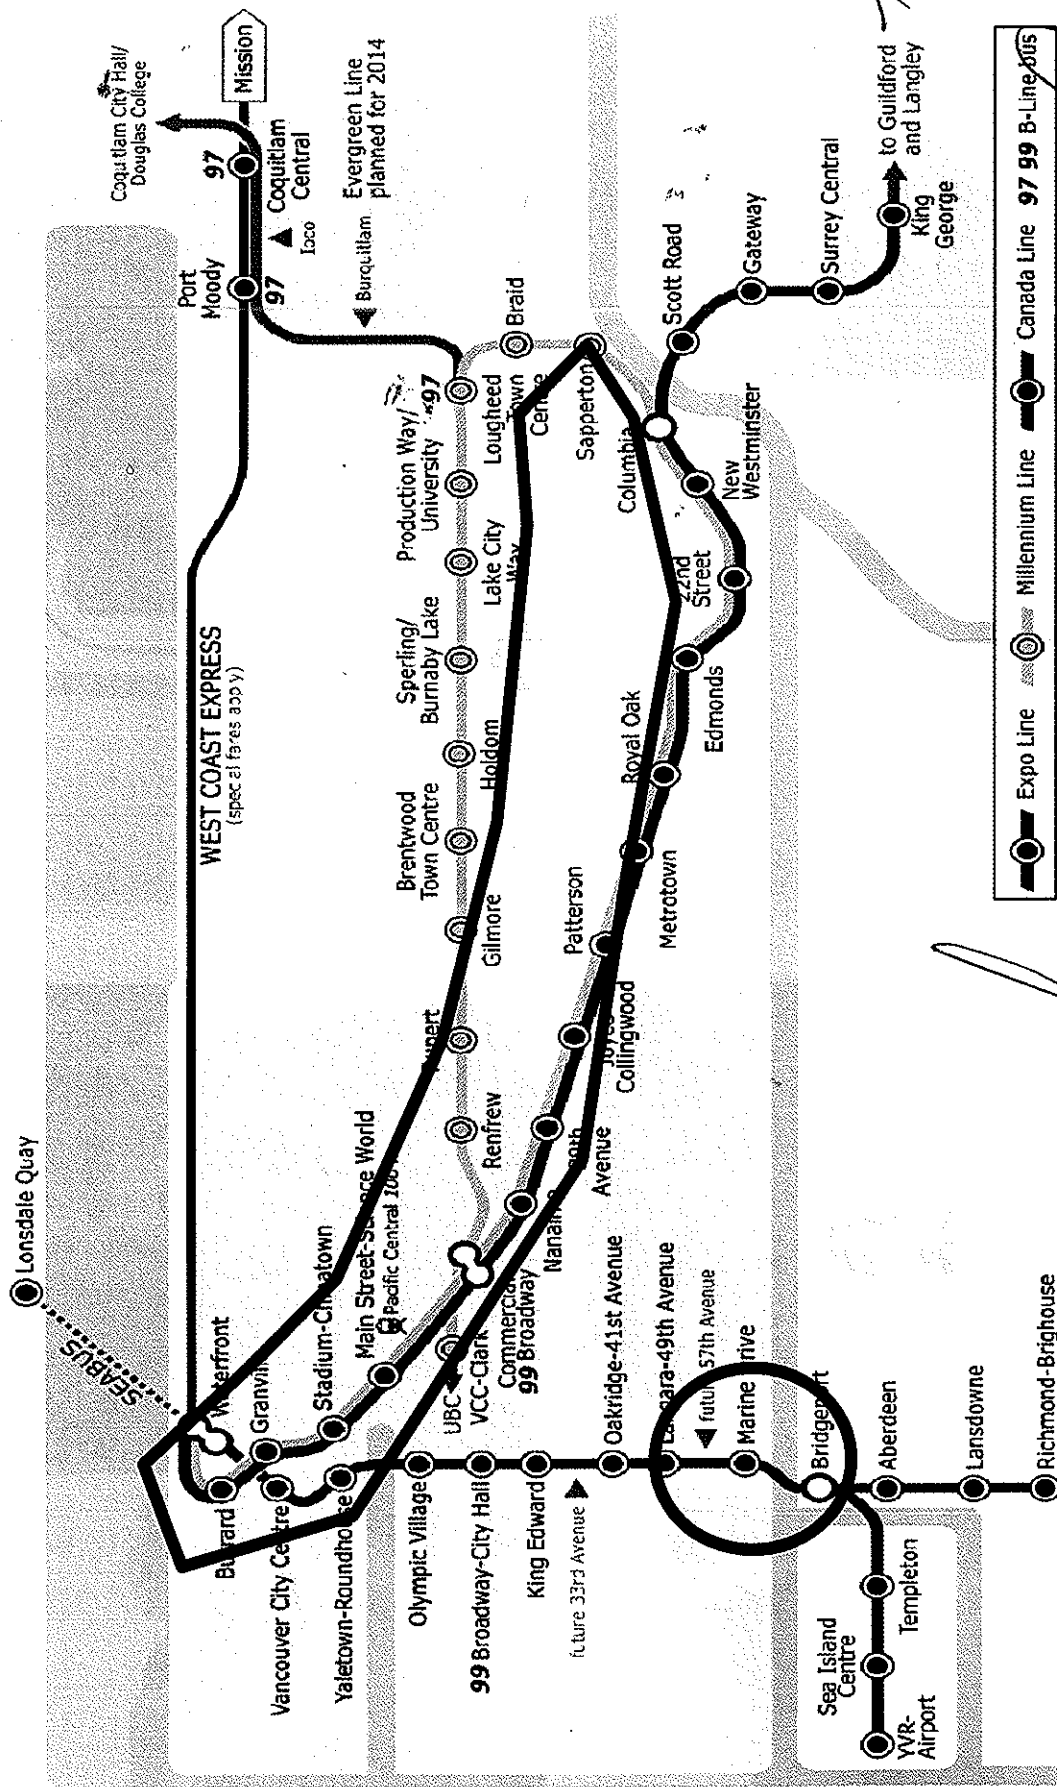 Lonsdale Quay
SEABUS
Waterfront
Burrard
Granville
Vancouver City Centre
Stadium-Chinatown
Yaletown-Roundhouse
Main Street-Science World
Pacific Central
UBC
VCC-Clark
Commercial
99 Broadway
Olympic Village
99 Broadway-City Hall
King Edward
future 33rd Avenue
Oakridge-41st Avenue
Langara-49th Avenue
future 57th Avenue
Marine Drive
Bridgeport
Aberdeen
Lansdowne
Richmond-Brighouse
Templeton
Sea Island
Centre
YVR-
Airport
WEST COAST EXPRESS
(special fares apply)
Renfrew
Rupert
Gilmore
Brentwood
Town Centre
Holdom
Sperling/
Burnaby Lake
Lake City
Way
Production Way/
University
97
Lougheed
Town
Centre
Braid
Sapperton
Columbia
Nanaimo
29th
Avenue
Joyce
Collingwood
Patterson
Metrotown
Royal Oak
Edmonds
22nd
Street
New
Westminster
Scott Road
Gateway
Surrey Central
King
George
to Guildford
and Langley
Port
Moody
97
Ioco
Burquitlam
Evergreen Line
planned for 2014
97
Coquitlam
Central
Mission
Coquitlam City Hall/
Douglas College
Expo Line
Millennium Line
Canada Line
97 99 B-Line bus